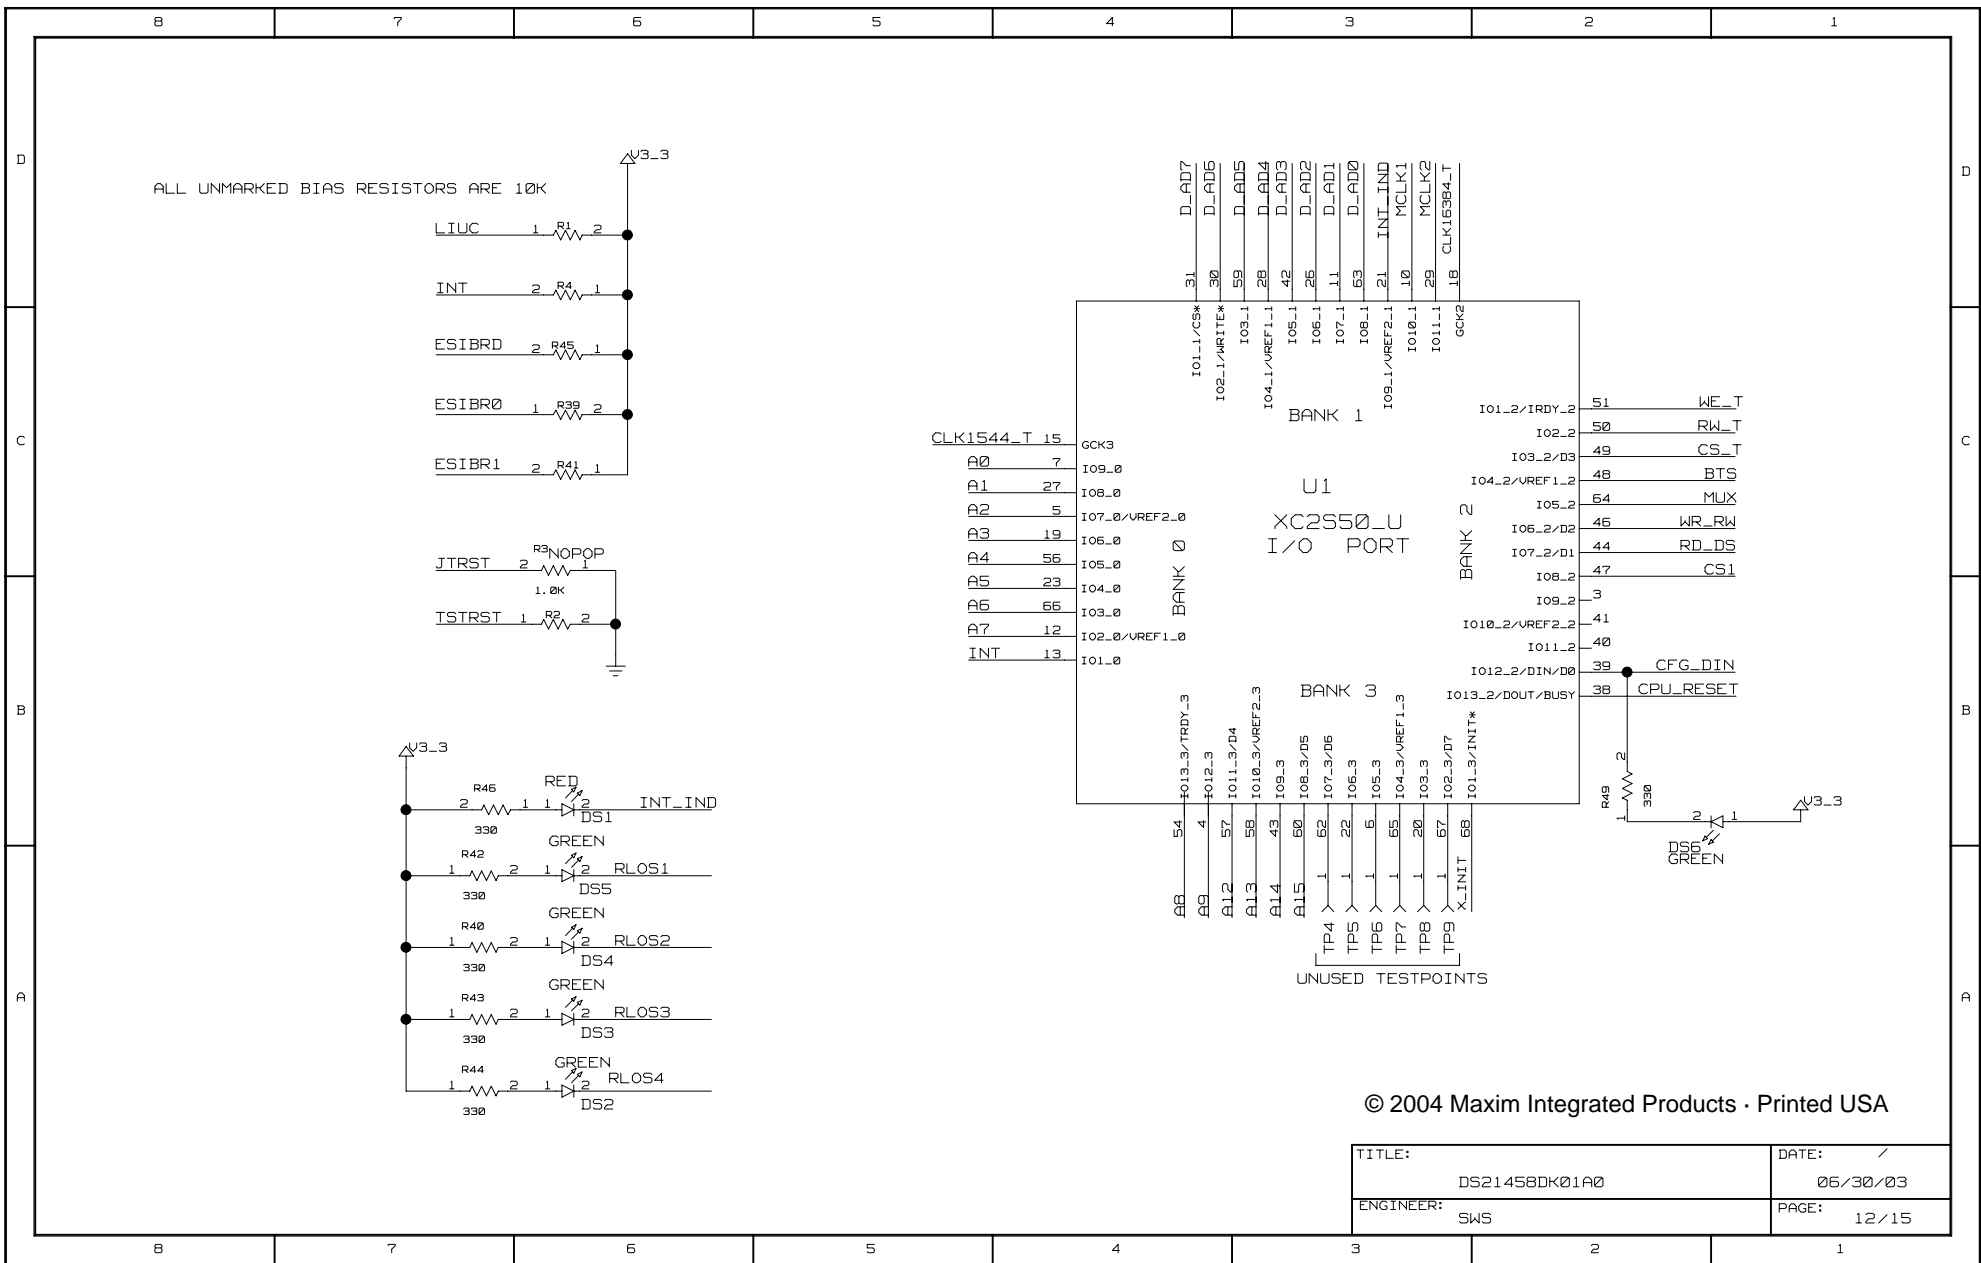 8 7 6 5 4 3 2 1
D
D
ALL UNMARKED BIAS RESISTORS ARE 10K
V3_3
LIUC 1 R1 2
INT 2 R4 1
ESIBRD 2 R45 1
ESIBR0 1 R39 2
ESIBR1 2 R41 1
JTRST 2 R3 NOPOP 1
1.0K
TSTRST 1 R2 2
C
C
B
B
A
A
V3_3
R46 RED
2 1 1 2 INT_IND
330 DS1
R42 GREEN
1 2 1 2 RLOS1
330 DS5
R40 GREEN
1 2 1 2 RLOS2
330 DS4
R43 GREEN
1 2 1 2 RLOS3
330 DS3
R44 GREEN
1 2 1 2 RLOS4
330 DS2
D_AD7 31 IO1_1/CS*
D_AD6 30 IO2_1/WRITE*
D_AD5 59 IO3_1
D_AD4 28 IO4_1/VREF1_1
D_AD3 42 IO5_1
D_AD2 26 IO6_1
D_AD1 11 IO7_1
D_AD0 63 IO8_1
INT_IND 21 IO9_1/VREF2_1
MCLK1 10 IO10_1
MCLK2 29 IO11_1
CLK16384_T 18 GCK2
BANK 1
CLK1544_T 15 GCK3
A0 7 IO9_0
A1 27 IO8_0
A2 5 IO7_0/VREF2_0
A3 19 IO6_0
A4 56 IO5_0
A5 23 IO4_0
A6 66 IO3_0
A7 12 IO2_0/VREF1_0
INT 13 IO1_0
BANK 0
U1
XC2S50_U
I/O PORT
BANK 2
IO1_2/IRDY_2 51 WE_T
IO2_2 50 RW_T
IO3_2/D3 49 CS_T
IO4_2/VREF1_2 48 BTS
IO5_2 64 MUX
IO6_2/D2 46 WR_RW
IO7_2/D1 44 RD_DS
IO8_2 47 CS1
IO9_2 3
IO10_2/VREF2_2 41
IO11_2 40
IO12_2/DIN/D0 39 CFG_DIN
IO13_2/DOUT/BUSY 38 CPU_RESET
BANK 3
IO13_3/TRDY_3 54 A8
IO12_3 4 A9
IO11_3/D4 57 A12
IO10_3/VREF2_3 58 A13
IO9_3 43 A14
IO8_3/D5 60 A15
IO7_3/D6 62 1 TP4
IO6_3 22 1 TP5
IO5_3 6 1 TP6
IO4_3/VREF1_3 65 1 TP7
IO3_3 20 1 TP8
IO2_3/D7 67 1 TP9
IO1_3/INIT* 68 X_INIT
UNUSED TESTPOINTS
2 R49 330 1
2 1 V3_3
DS6
GREEN
© 2004 Maxim Integrated Products · Printed USA
TITLE: DS21458DK01A0
DATE: /
06/30/03
ENGINEER: SWS
PAGE: 12/15
8 7 6 5 4 3 2 1